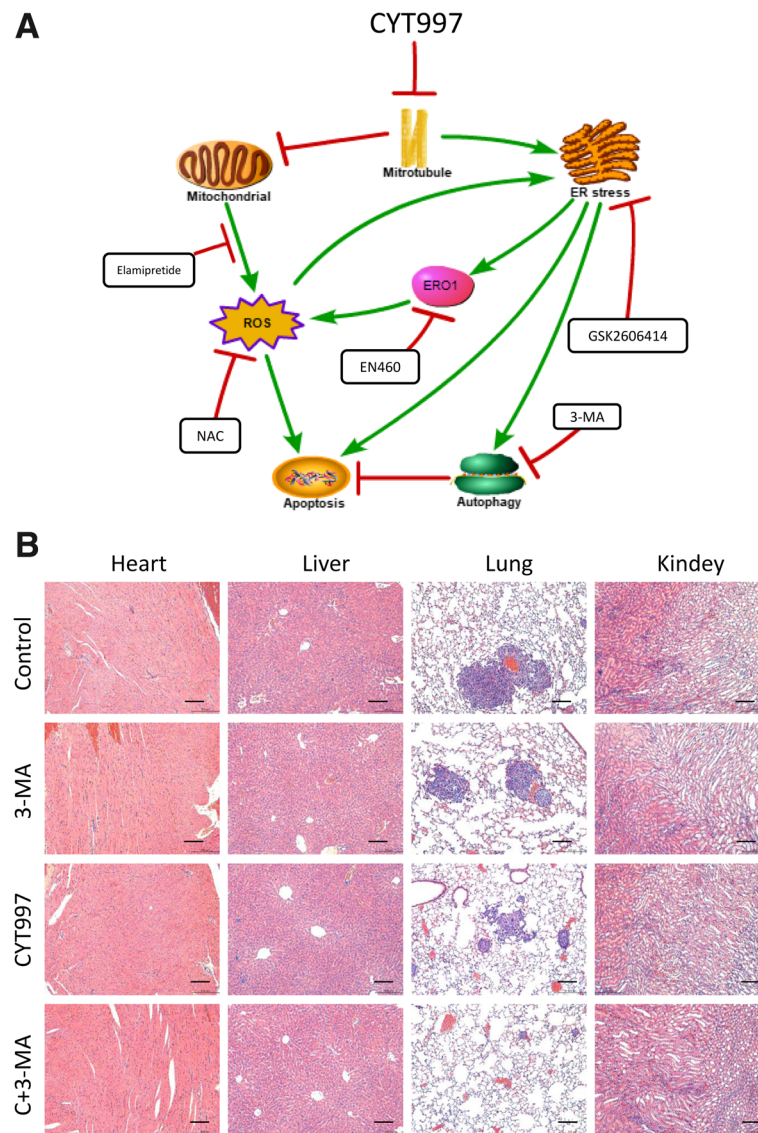 A
CYT997
Mitrotubule
Mitochondrial
ER stress
Elamipretide
ERO1
ROS
GSK2606414
EN460
3-MA
NAC
Apoptosis
Autophagy
B
Heart
Liver
Lung
Kindey
Control
3-MA
CYT997
C+3-MA